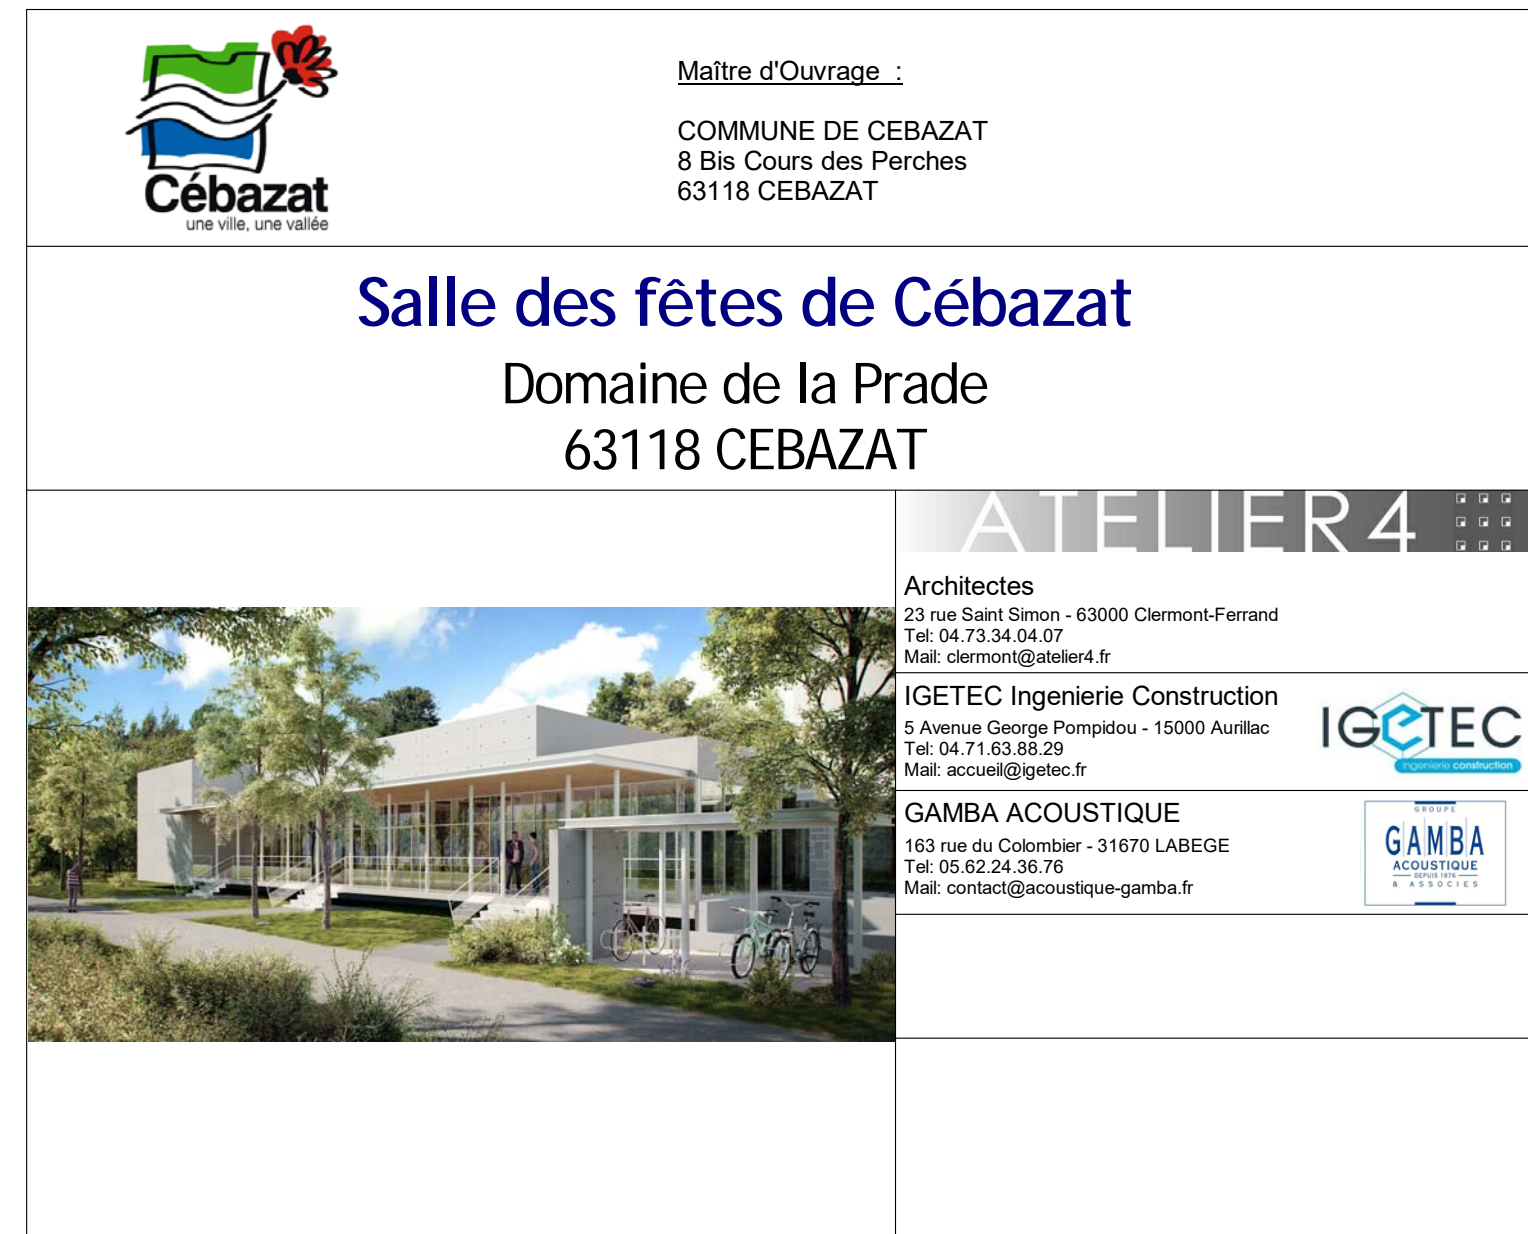 Cébazat
une ville, une vallée
Maître d'Ouvrage :
COMMUNE DE CEBAZAT
8 Bis Cours des Perches
63118 CEBAZAT
Salle des fêtes de Cébazat
Domaine de la Prade
63118 CEBAZAT
ATELIER4
Architectes
23 rue Saint Simon - 63000 Clermont-Ferrand
Tel: 04.73.34.04.07
Mail: clermont@atelier4.fr
IGETEC Ingenierie Construction
5 Avenue George Pompidou - 15000 Aurillac
Tel: 04.71.63.88.29
Mail: accueil@igetec.fr
IGETEC
ingenierie construction
GAMBA ACOUSTIQUE
163 rue du Colombier - 31670 LABEGE
Tel: 05.62.24.36.76
Mail: contact@acoustique-gamba.fr
GROUPE
GAMBA
ACOUSTIQUE
DEPUIS 1976
& ASSOCIES